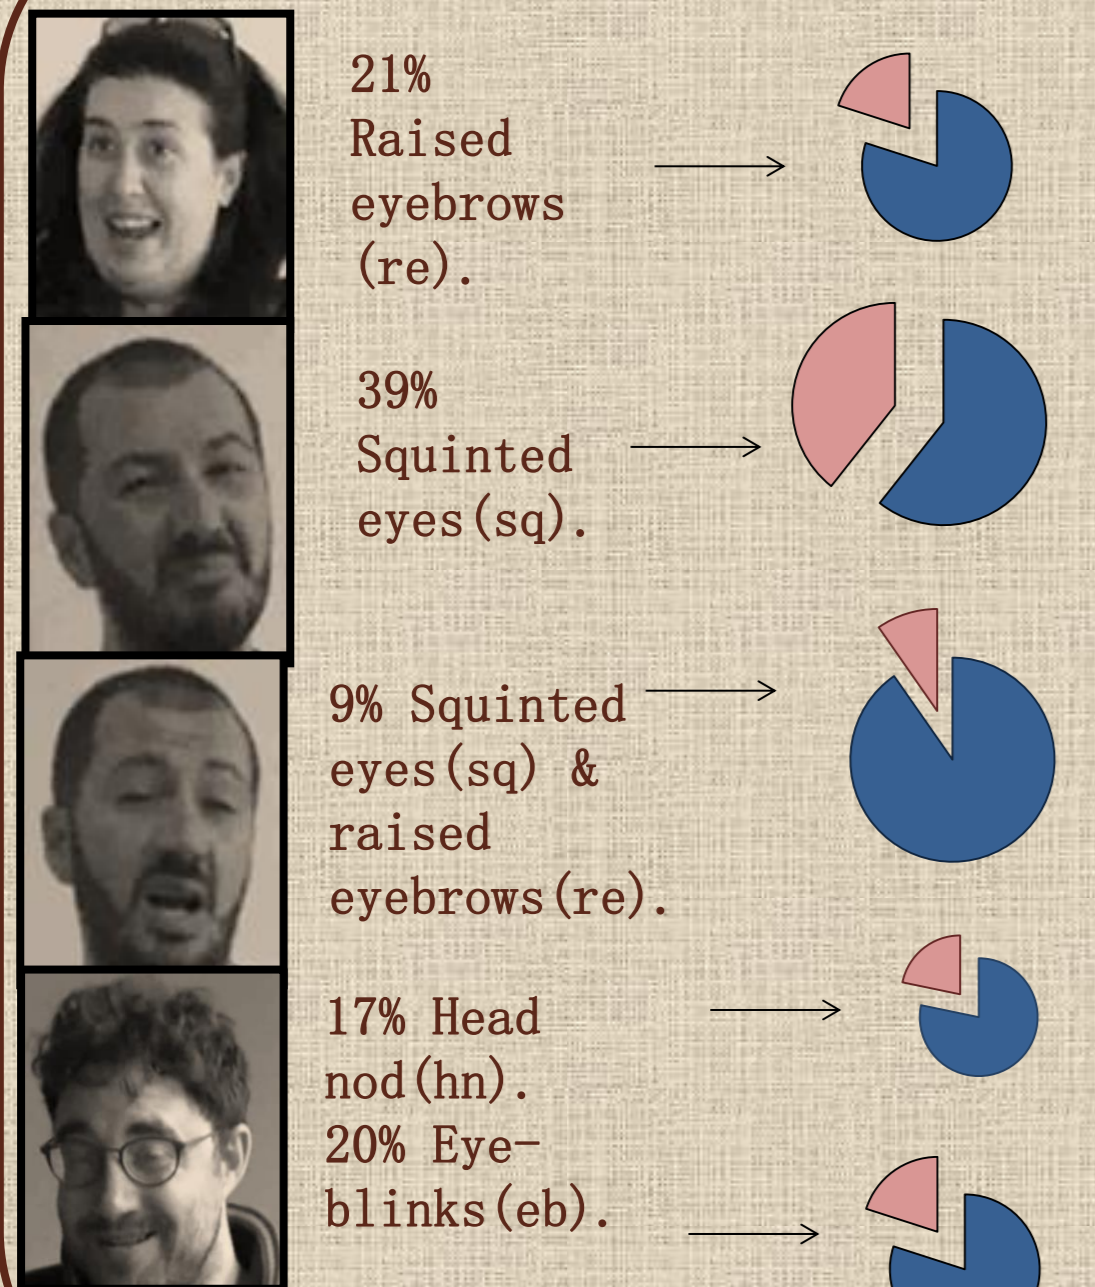 21%
Raised
eyebrows
(re).
39%
Squinted
eyes(sq).
9% Squinted
eyes(sq) &
raised
eyebrows(re).
17% Head
nod(hn).
20% Eye-
blinks(eb).